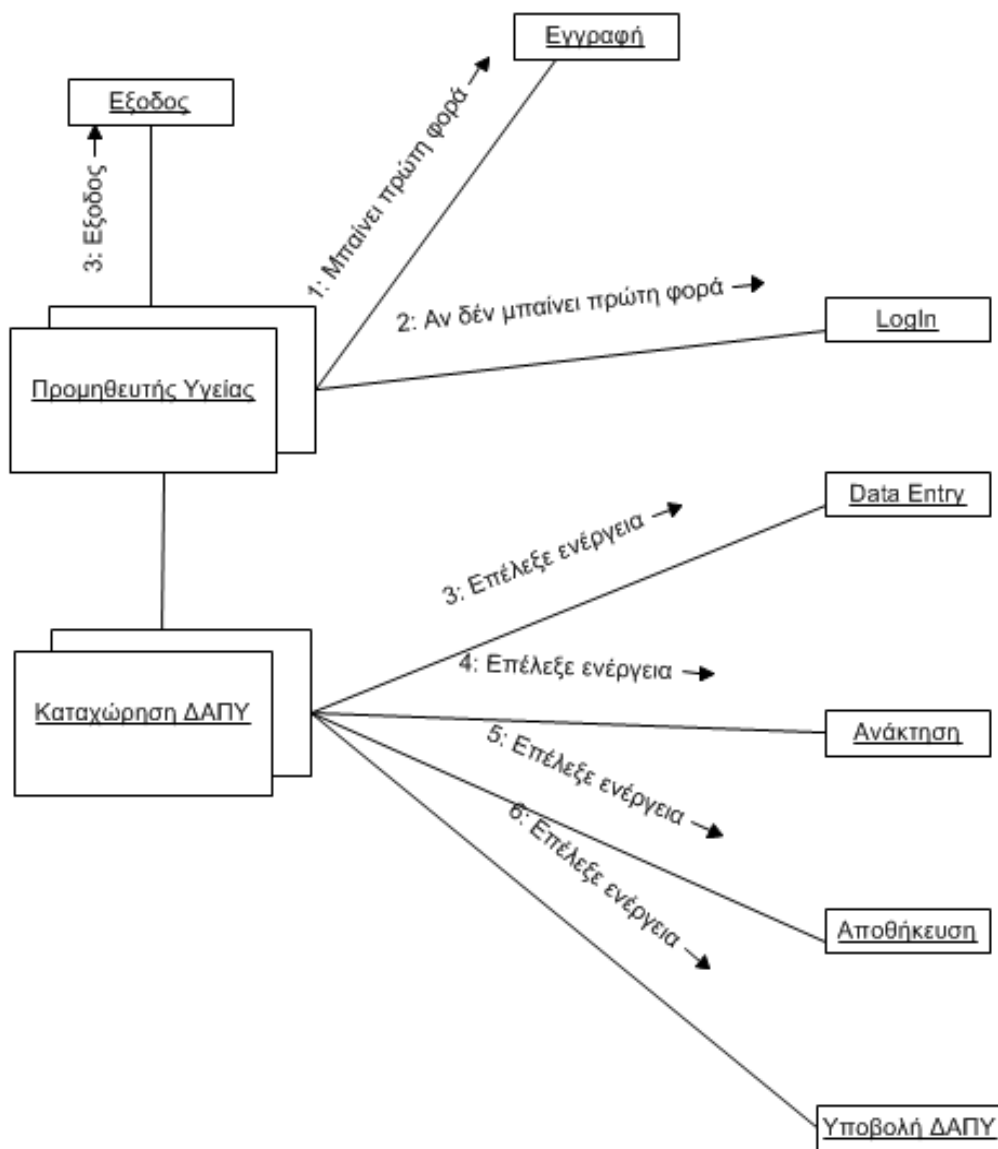 Εγγραφή
Εξοδος
3: Εξοδος
1: Μπαίνει πρώτη φορά
2: Αν δέν μπαίνει πρώτη φορά
LogIn
Προμηθευτής Υγείας
Data Entry
3: Επέλεξε ενέργεια
4: Επέλεξε ενέργεια
Καταχώρηση ΔΑΠΥ
Ανάκτηση
5: Επέλεξε ενέργεια
6: Επέλεξε ενέργεια
Αποθήκευση
Υποβολή ΔΑΠΥ